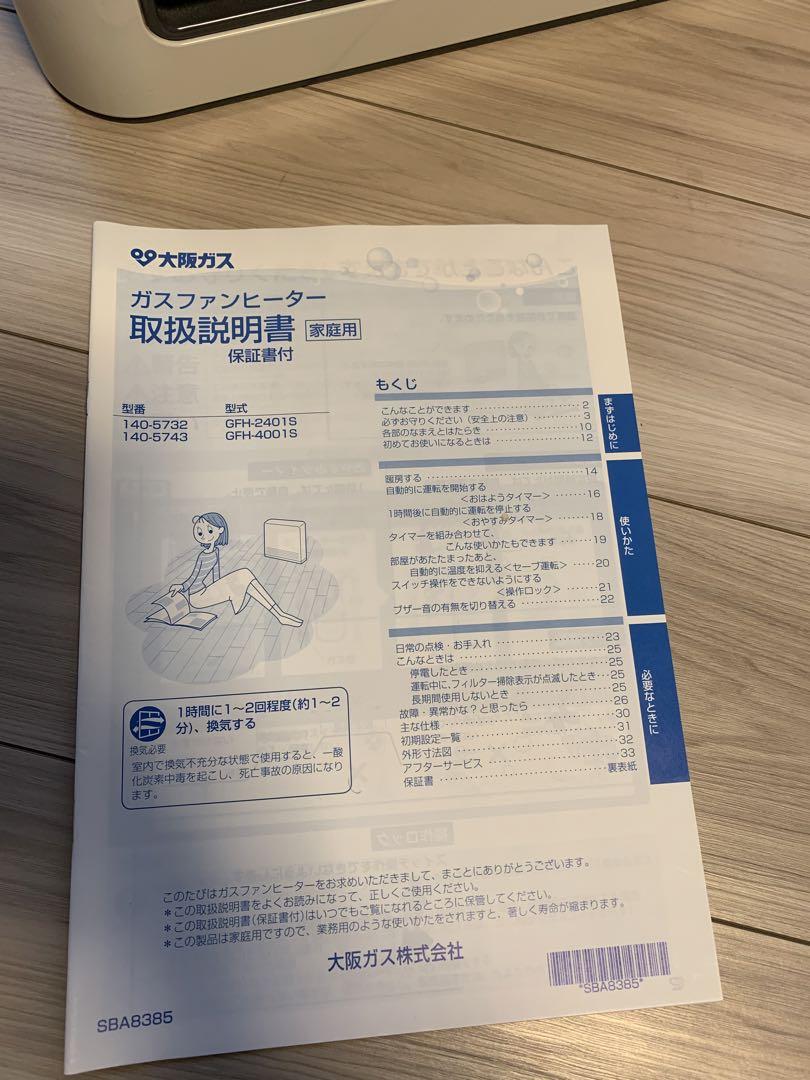 大阪ガス
ガスファンヒーター
取扱説明書 家庭用
保証書付
型番 型式
140-5732 GFH-2401S
140-5743 GFH-4001S
もくじ
まずはじめに
こんなことができます 2
必ずお守りください（安全上の注意） 3
各部のなまえとはたらき 10
初めてお使いになるときは 12
使いかた
暖房する 14
自動的に運転を開始する
＜おはようタイマー＞ 16
1時間後に自動的に運転を停止する
＜おやすみタイマー＞ 18
タイマーを組み合わせて、
こんな使いかたもできます 19
部屋があたたまったあと、
自動的に温度を抑える＜セーブ運転＞ 20
スイッチ操作をできないようにする
＜操作ロック＞ 21
ブザー音の有無を切り替える 22
必要なときに
日常の点検・お手入れ 23
こんなときは 25
停電したとき 25
運転中、フィルター掃除表示が点滅したとき 25
長期間使用しないとき 25
故障・異常かな？と思ったら 26
主な仕様 30
初期設定一覧 31
外形寸法図 32
アフターサービス 33
保証書 裏表紙
換気必要
1時間に1～2回程度(約1～2
分)、換気する
室内で換気不充分な状態で使用すると、一酸
化炭素中毒を起こし、死亡事故の原因になり
ます。
このたびはガスファンヒーターをお求めいただきまして、まことにありがとうございます。
＊この取扱説明書をよくお読みになって、正しくご使用ください。
＊この取扱説明書(保証書付)はいつでもご覧になれるところに保管してください。
＊この製品は家庭用ですので、業務用のような使いかたをされますと、著しく寿命が縮まります。
大阪ガス株式会社
*SBA8385*
SBA8385